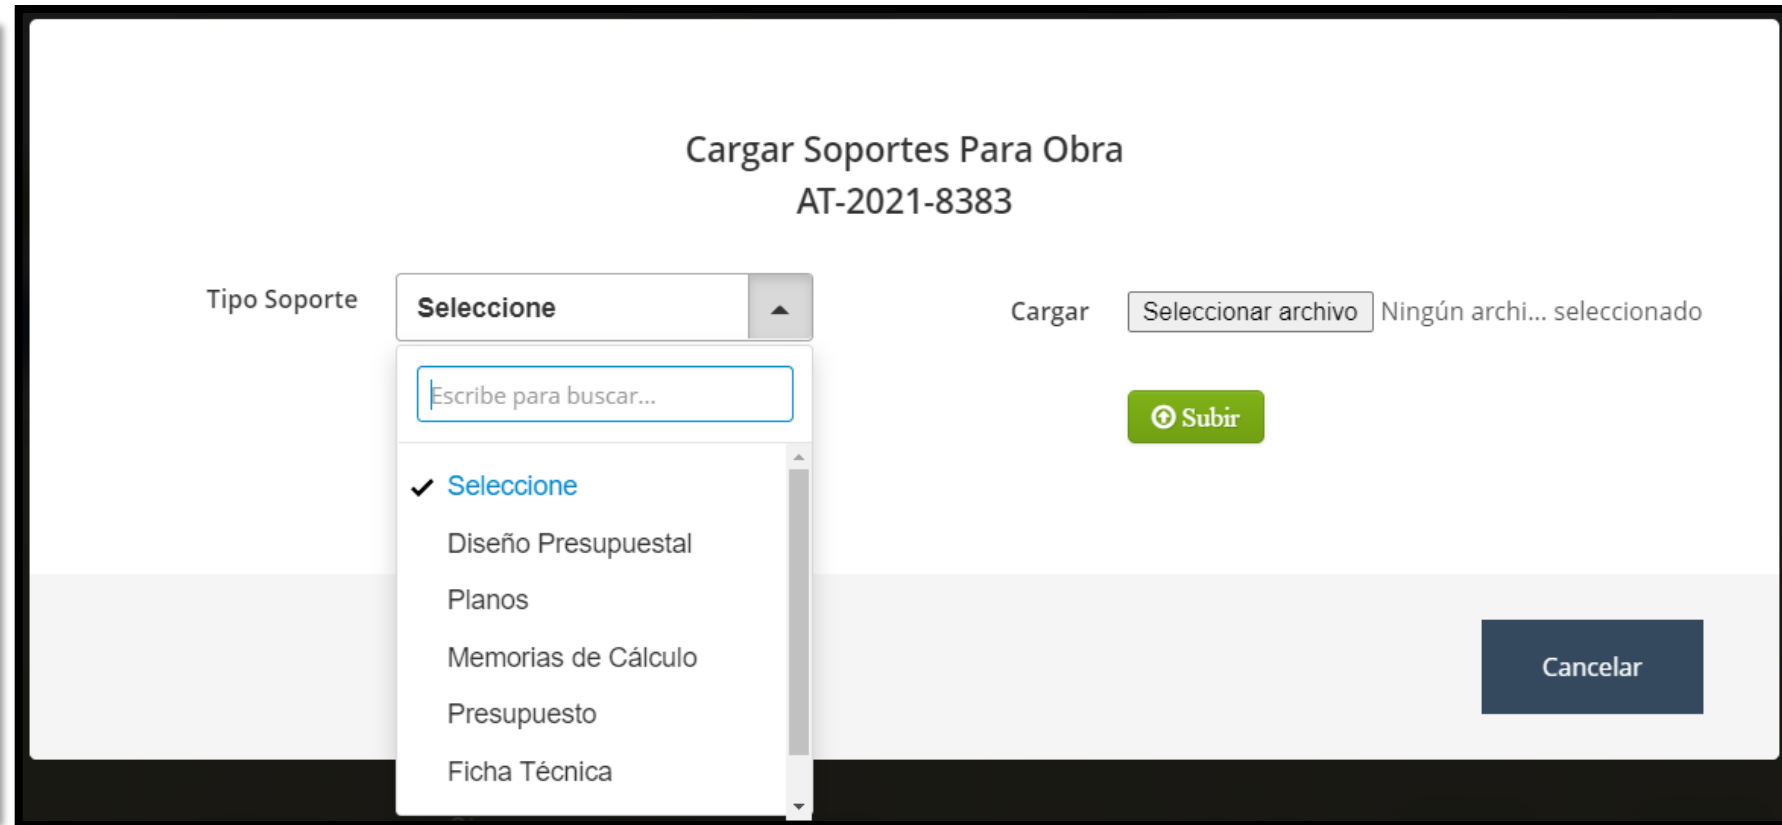 Cargar Soportes Para Obra
AT-2021-8383
Tipo Soporte
Seleccione
Cargar
Seleccionar archivo
Ningún archi... seleccionado
Escribe para buscar...
Subir
Seleccione
Diseño Presupuestal
Planos
Memorias de Cálculo
Presupuesto
Ficha Técnica
Cancelar